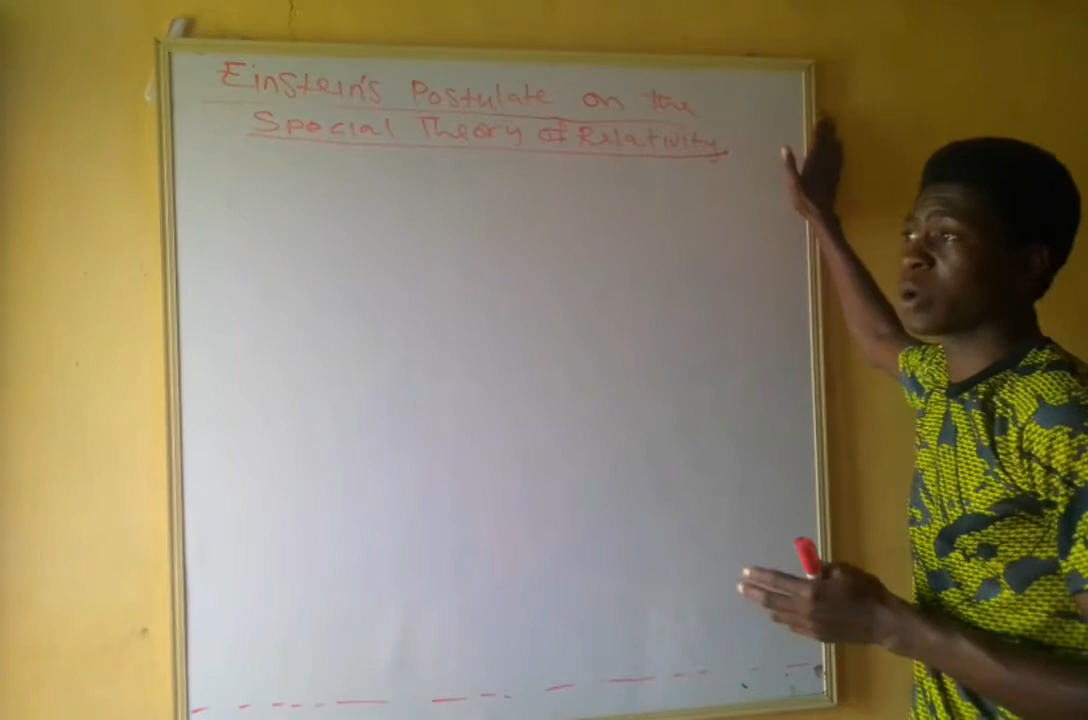 Einstein's Postulate on the
Special Theory of Relativity